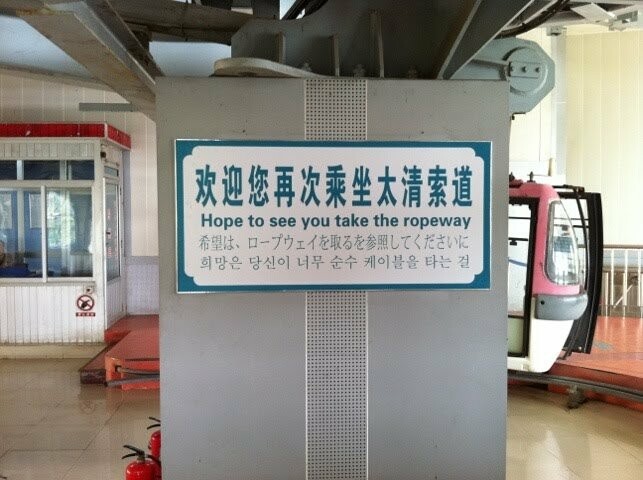 欢迎您再次乘坐太清索道
Hope to see you take the ropeway
希望は、ロープウェイを取るを参照してくださいに
희망은 당신이 너무 순수 케이블을 타는 걸